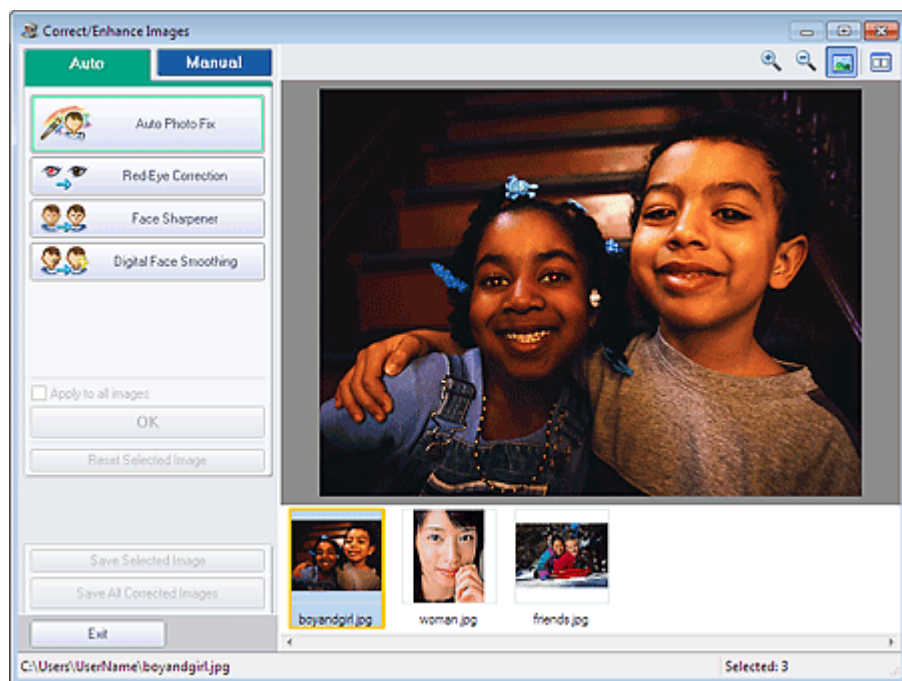 Correct/Enhance Images
Auto
Manual
Auto Photo Fix
Red-Eye Correction
Face Sharpener
Digital Face Smoothing
Apply to all images
OK
Reset Selected Image
Save Selected Image
Save All Corrected Images
Exit
boyandgirl.jpg
woman.jpg
friends.jpg
C:\Users\UserName\boyandgirl.jpg
Selected: 3